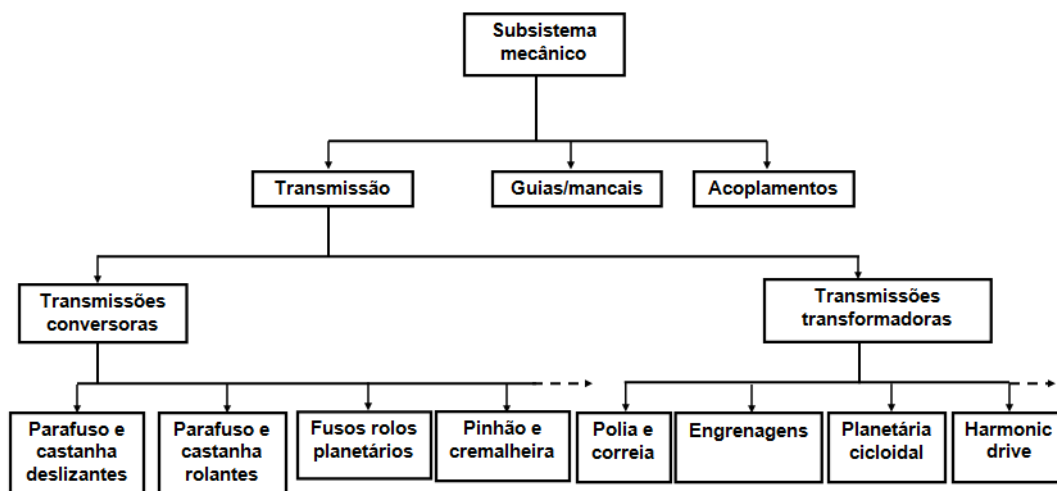 Subsistema
mecânico
Transmissão
Guias/mancais
Acoplamentos
Transmissões
conversoras
Transmissões
transformadoras
Parafuso e
castanha
deslizantes
Parafuso e
castanha
rolantes
Fusos rolos
planetários
Pinhão e
cremalheira
Polia e
correia
Engrenagens
Planetária
cicloidal
Harmonic
drive